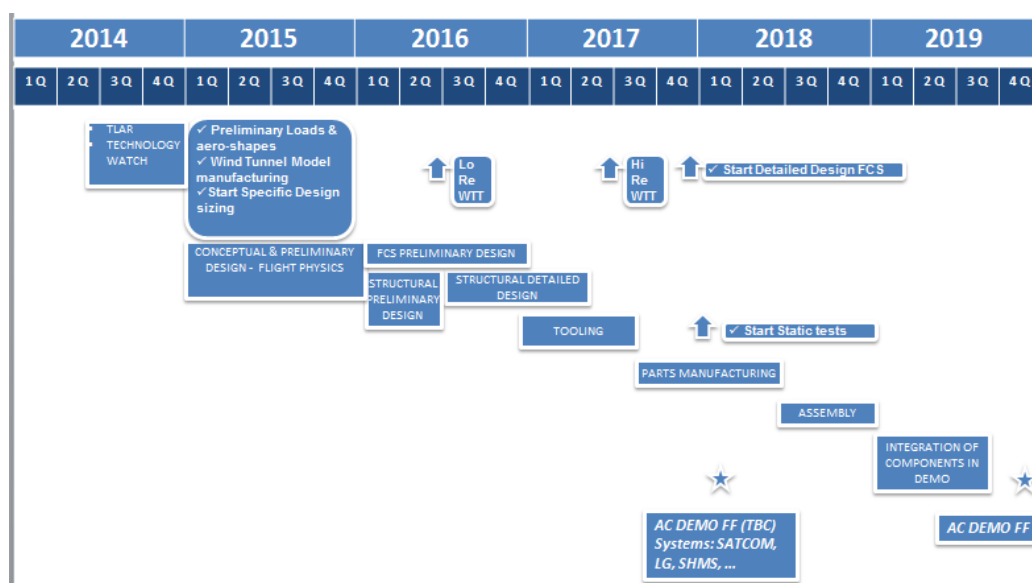 2014 2015 2016 2017 2018 2019
1Q 2Q 3Q 4Q 1Q 2Q 3Q 4Q 1Q 2Q 3Q 4Q 1Q 2Q 3Q 4Q 1Q 2Q 3Q 4Q 1Q 2Q 3Q 4Q
▪ TLAR
▪ TECHNOLOGY
WATCH
✓ Preliminary Loads &
aero-shapes
✓ Wind Tunnel Model
manufacturing
✓ Start Specific Design
sizing
Lo
Re
WTT
Hi
Re
WTT
✓ Start Detailed Design FCS
CONCEPTUAL & PRELIMINARY
DESIGN - FLIGHT PHYSICS
FCS PRELIMINARY DESIGN
STRUCTURAL
PRELIMINARY
DESIGN
STRUCTURAL DETAILED
DESIGN
TOOLING
✓ Start Static tests
PARTS MANUFACTURING
ASSEMBLY
INTEGRATION OF
COMPONENTS IN
DEMO
AC DEMO FF (TBC)
Systems: SATCOM,
LG, SHMS, ...
AC DEMO FF